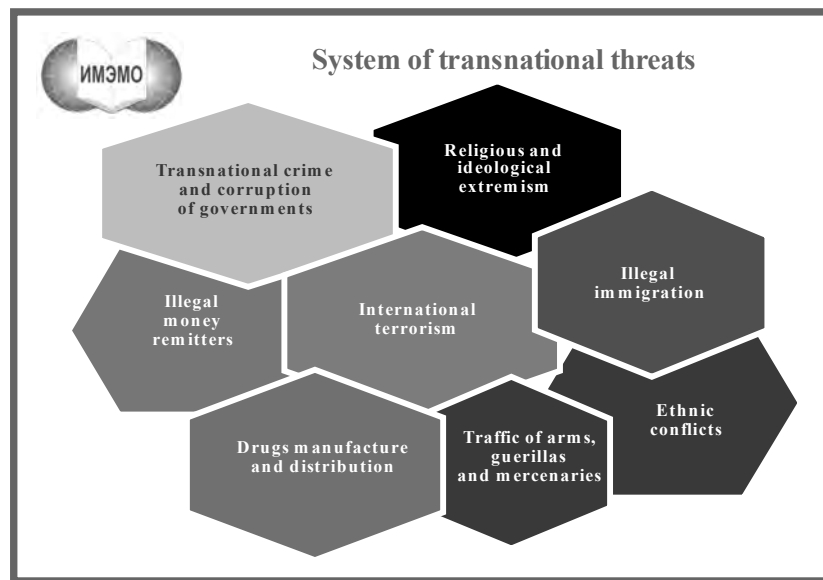 ИМЭМО
System of transnational threats
Transnational crime
and corruption
of governments
Religious and
ideological
extremism
Illegal
immigration
Illegal
money
remitters
International
terrorism
Ethnic
conflicts
Drugs manufacture
and distribution
Traffic of arms,
guerillas
and mercenaries